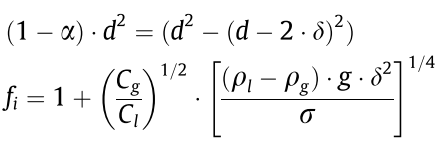 (1 − α) · d² = (d² − (d − 2 · δ)²)
fᵢ = 1 + (C_g / C_l)^{1/2} · [(ρ_l − ρ_g) · g · δ² / σ]^{1/4}